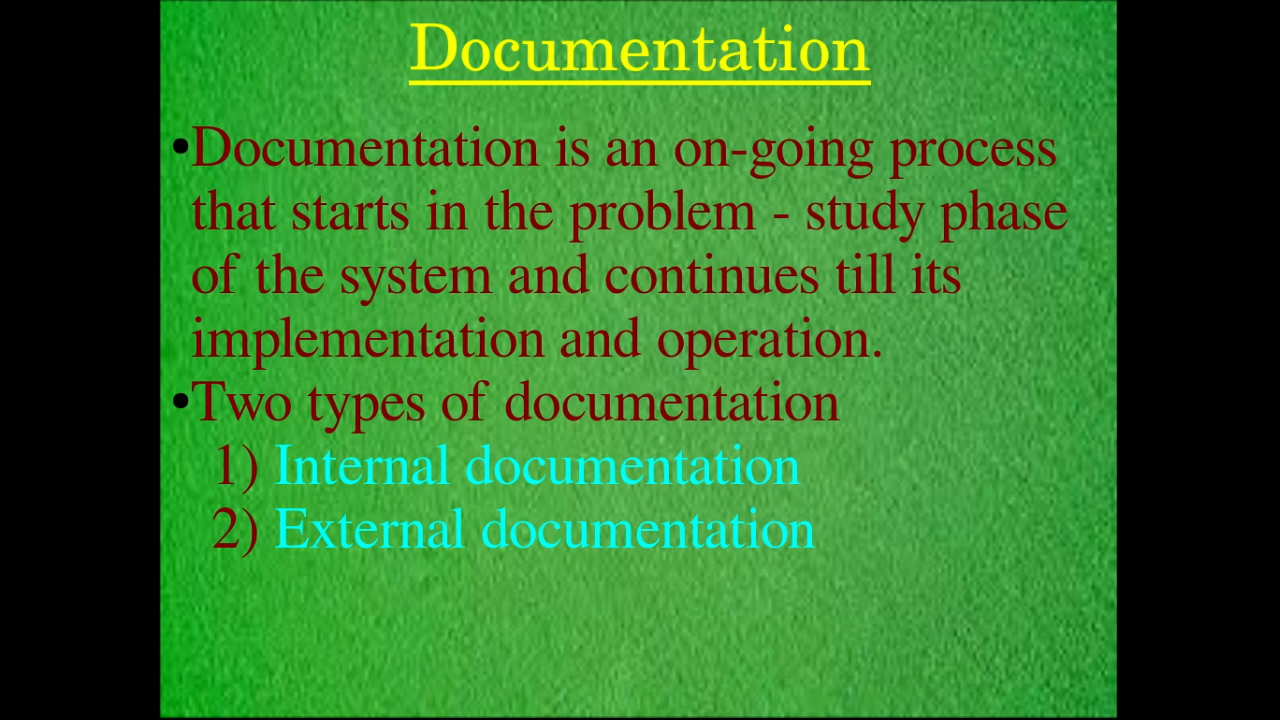 Documentation
•Documentation is an on-going process
that starts in the problem - study phase
of the system and continues till its
implementation and operation.
•Two types of documentation
1) Internal documentation
2) External documentation